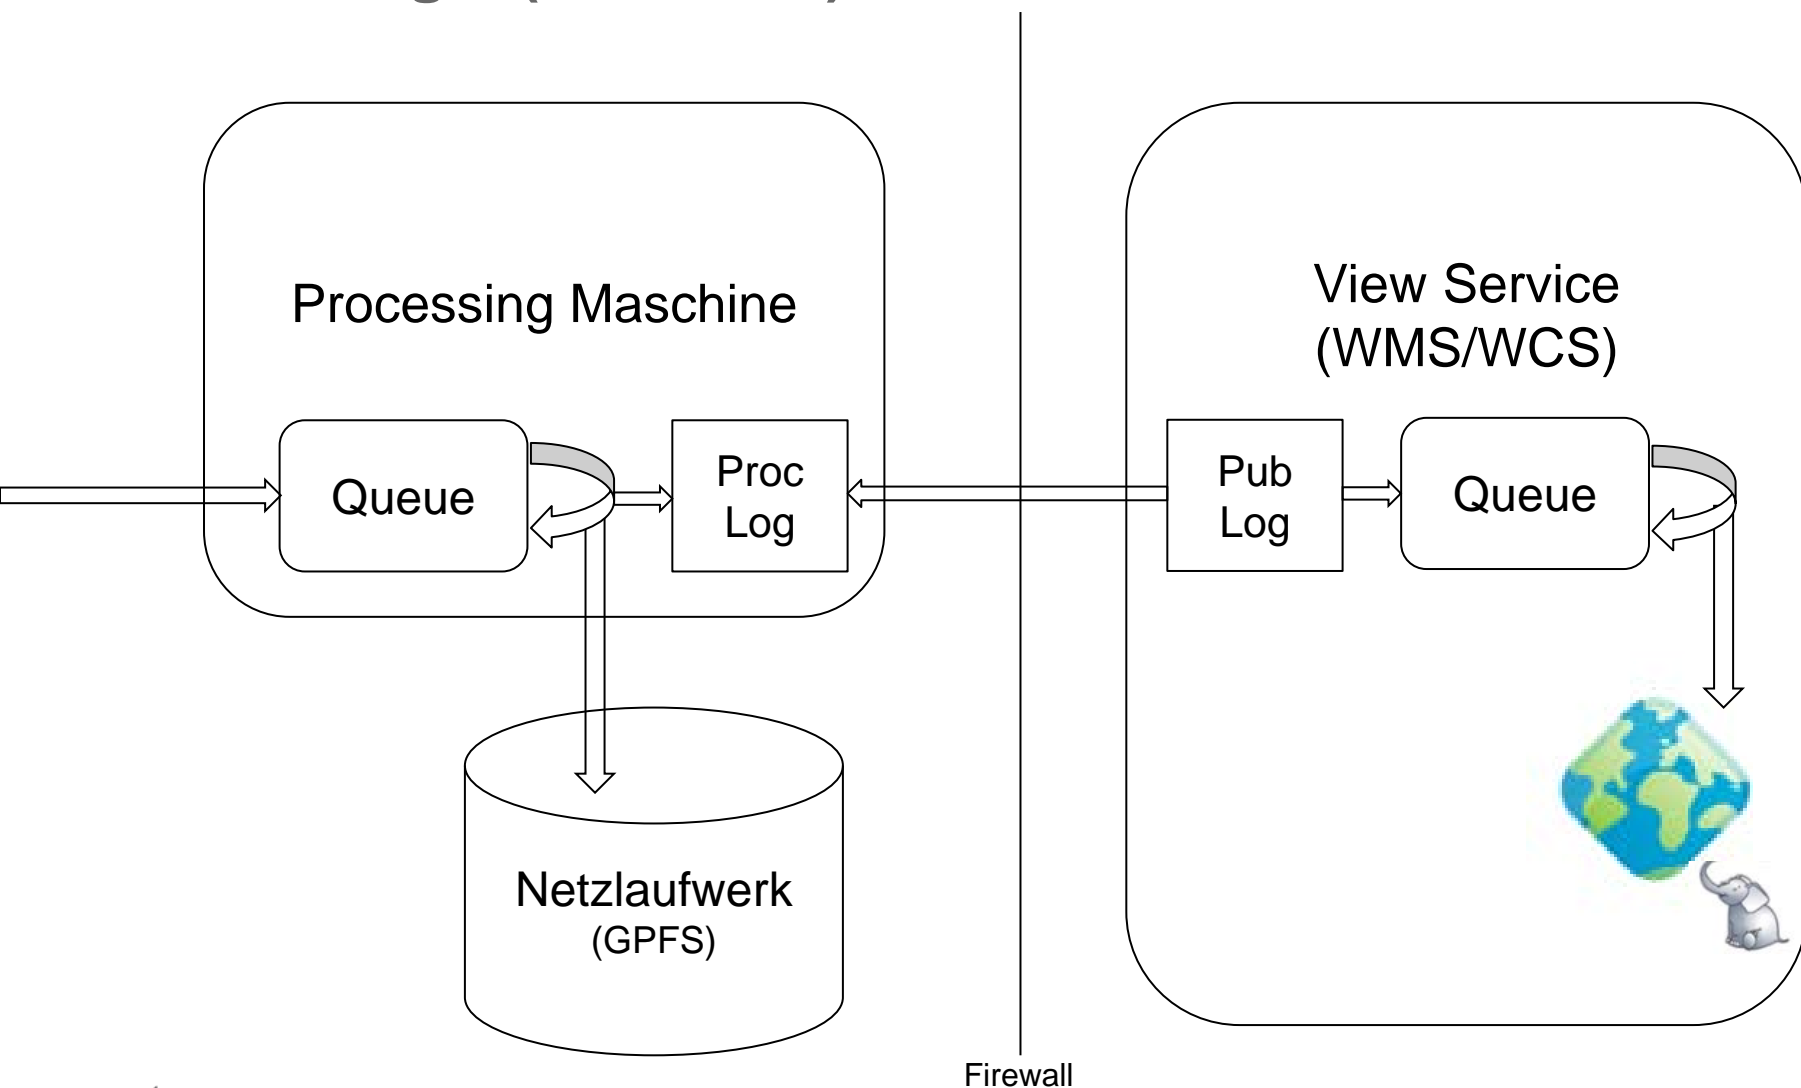 Processing Maschine
View Service
(WMS/WCS)
Queue
Proc
Log
Pub
Log
Queue
Netzlaufwerk
(GPFS)
Firewall